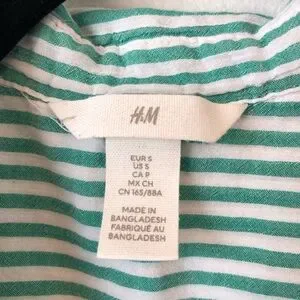 H&M
EUR S
US S
CA P
MX CH
CN 165/88A
MADE IN
BANGLADESH
FABRIQUÉ AU
BANGLADESH